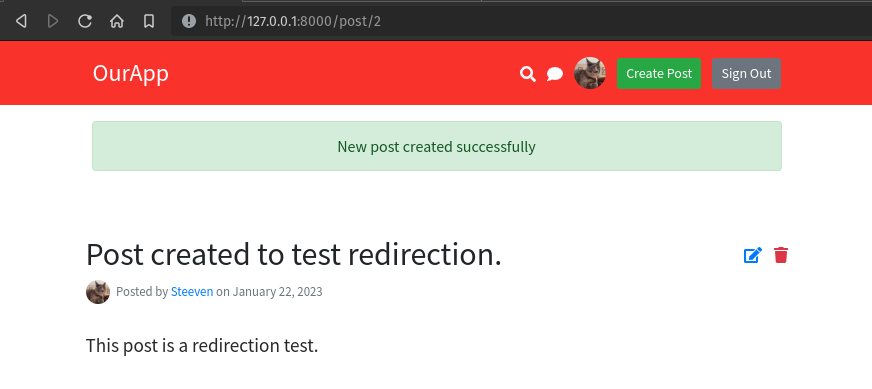 http://127.0.0.1:8000/post/2
OurApp
Create Post
Sign Out
New post created successfully
Post created to test redirection.
Posted by Steeven on January 22, 2023
This post is a redirection test.